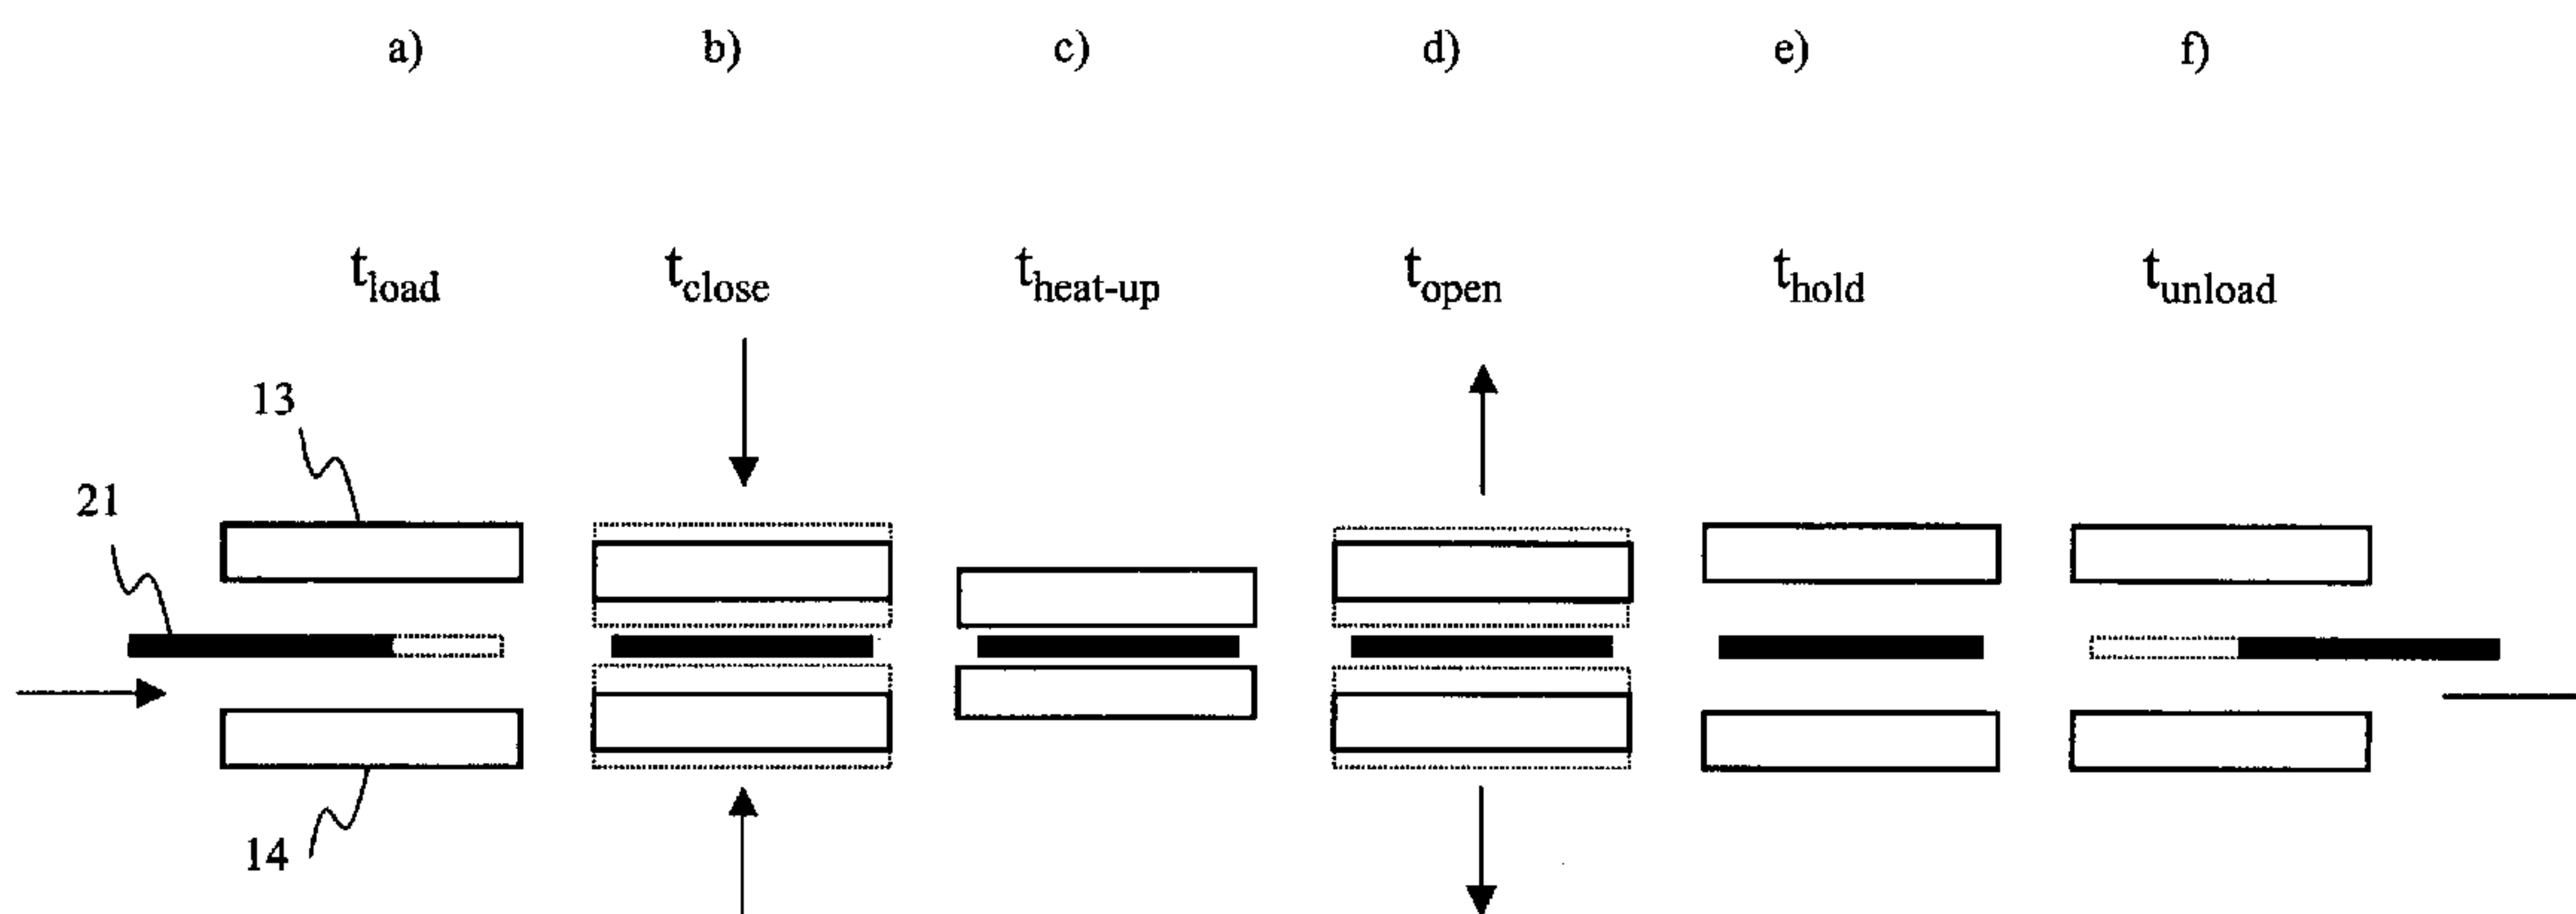 a) b) c) d) e) f)
t_load t_close t_heat-up t_open t_hold t_unload
13
21
14